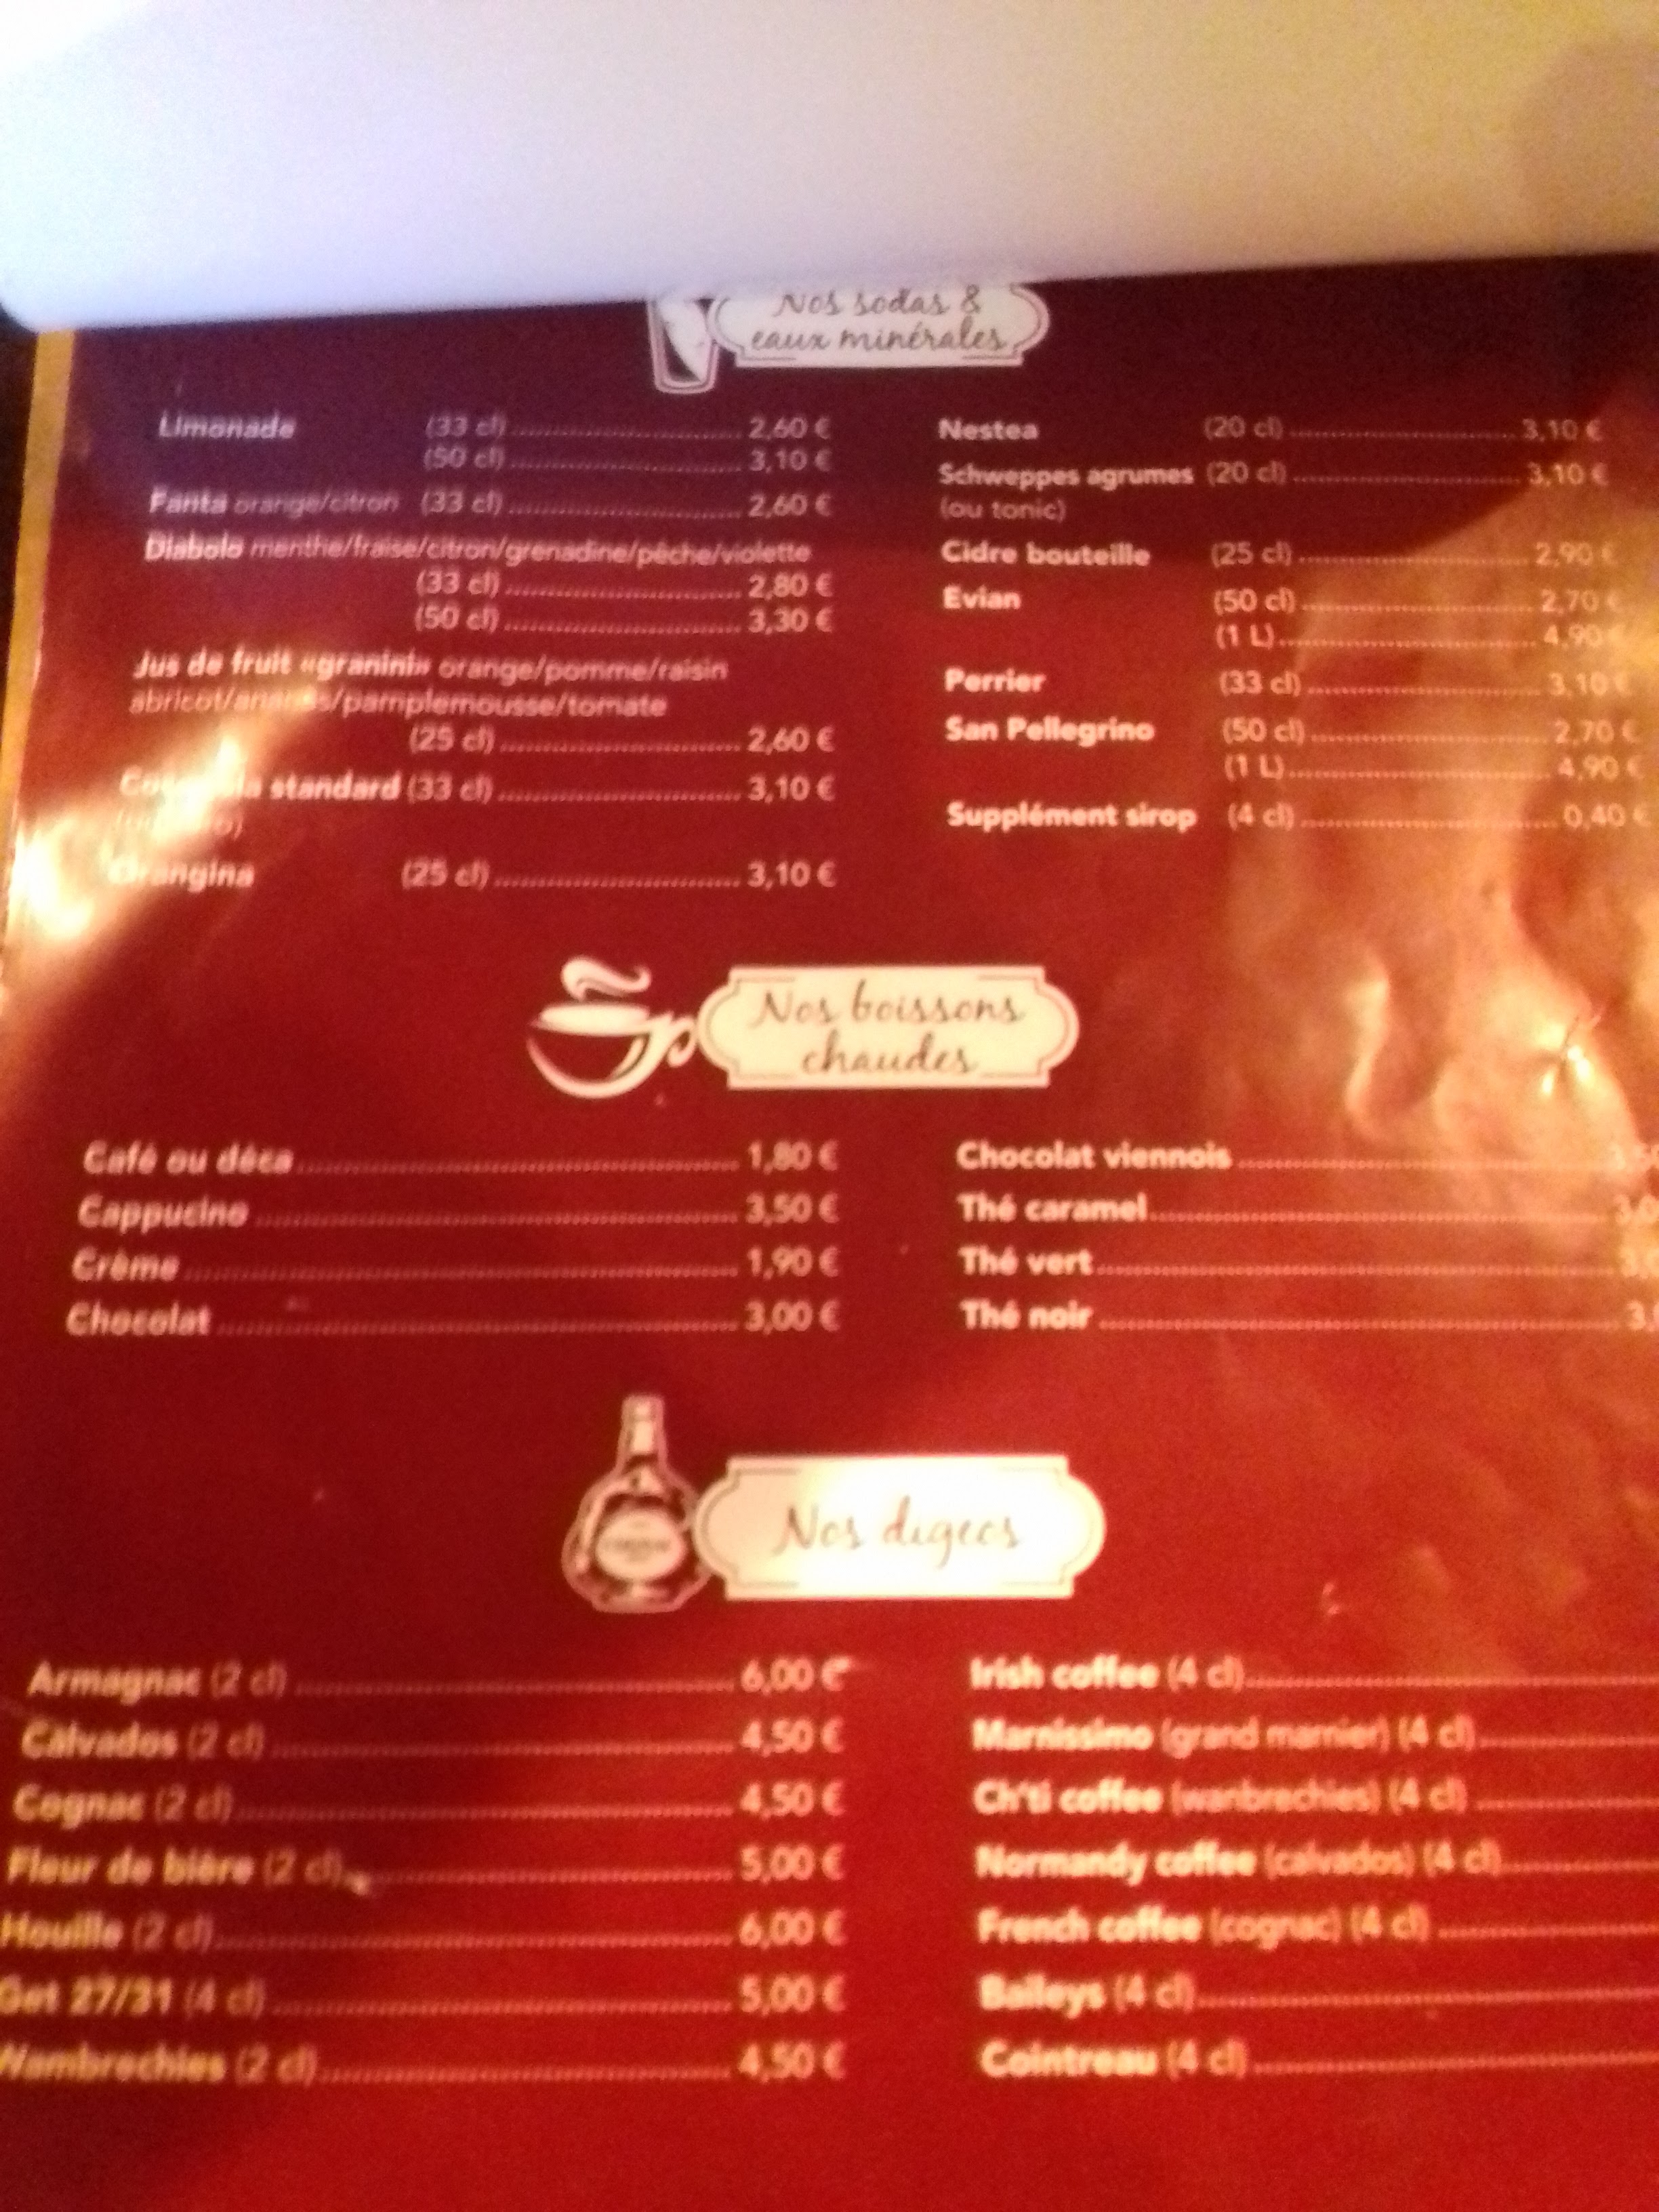 Nos sodas &
eaux minérales
Limonade (33 cl) 2,60 €
(50 cl) 3,10 €
Fanta orange/citron (33 cl) 2,60 €
Diabolo menthe/fraise/citron/grenadine/pêche/violette
(33 cl) 2,80 €
(50 cl) 3,30 €
Jus de fruit «granini» orange/pomme/raisin
abricot/ananas/pamplemousse/tomate
(25 cl) 2,60 €
standard (33 cl) 3,10 €
Orangina (25 cl) 3,10 €
Nestea (20 cl) 3,10 €
Schweppes agrumes (20 cl) 3,10 €
(ou tonic)
Cidre bouteille (25 cl) 2,90 €
Evian (50 cl) 2,70 €
(1 L) 4,90 €
Perrier (33 cl) 3,10 €
San Pellegrino (50 cl) 2,70 €
(1 L) 4,90 €
Supplément sirop (4 cl) 0,40 €
Nos boissons
chaudes
Café ou déca 1,80 €
Cappucino 3,50 €
Crème 1,90 €
Chocolat 3,00 €
Chocolat viennois
Thé caramel
Thé vert
Thé noir
Nos digeos
Armagnac (2 cl) 6,00 €
Calvados (2 cl) 4,50 €
Cognac (2 cl) 4,50 €
Fleur de bière (2 cl) 5,00 €
Houille (2 cl) 6,00 €
Get 27/31 (4 cl) 5,00 €
Wambrechies (2 cl) 4,50 €
Irish coffee (4 cl)
Marnissimo (grand marnier) (4 cl)
Ch'ti coffee (wanbrechies) (4 cl)
Normandy coffee (calvados) (4 cl)
French coffee (cognac) (4 cl)
Baileys (4 cl)
Cointreau (4 cl)